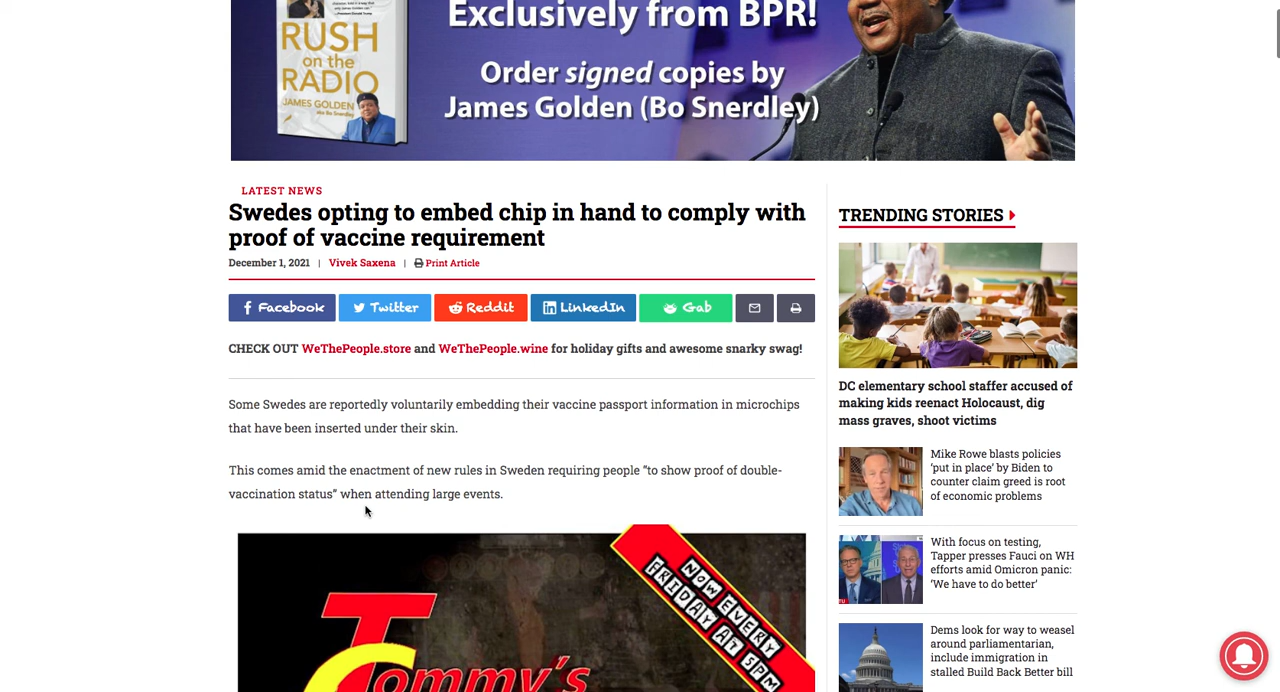 Exclusively from BPR!
Order signed copies by
James Golden (Bo Snerdley)
RUSH
on the
RADIO
JAMES GOLDEN
LATEST NEWS
Swedes opting to embed chip in hand to comply with
proof of vaccine requirement
December 1, 2021 | Vivek Saxena | Print Article
Facebook
Twitter
Reddit
LinkedIn
Gab
CHECK OUT WeThePeople.store and WeThePeople.wine for holiday gifts and awesome snarky swag!
Some Swedes are reportedly voluntarily embedding their vaccine passport information in microchips
that have been inserted under their skin.
This comes amid the enactment of new rules in Sweden requiring people “to show proof of double-
vaccination status” when attending large events.
NOW EVERY
FRIDAY AT 5PM
Tommy's
TRENDING STORIES
DC elementary school staffer accused of
making kids reenact Holocaust, dig
mass graves, shoot victims
Mike Rowe blasts policies
‘put in place’ by Biden to
counter claim greed is root
of economic problems
With focus on testing,
Tapper presses Fauci on WH
efforts amid Omicron panic:
‘We have to do better’
Dems look for way to weasel
around parliamentarian,
include immigration in
stalled Build Back Better bill